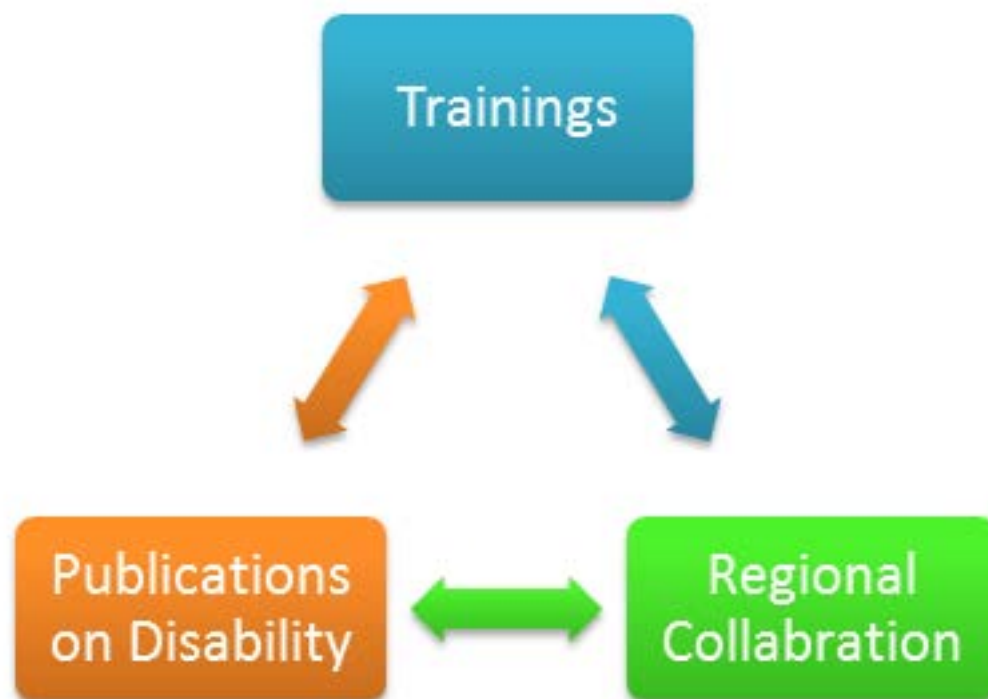 Trainings
Publications
on Disability
Regional
Collabration